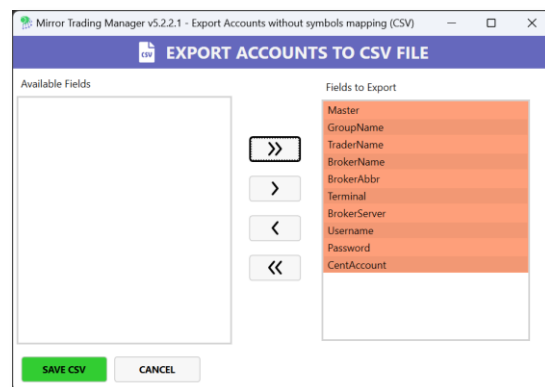 Mirror Trading Manager v5.2.2.1 - Export Accounts without symbols mapping (CSV)
CSV EXPORT ACCOUNTS TO CSV FILE
Available Fields
Fields to Export
Master
GroupName
TraderName
BrokerName
BrokerAbbr
Terminal
BrokerServer
Username
Password
CentAccount
SAVE CSV
CANCEL